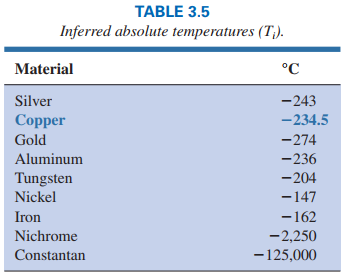 TABLE 3.5
Inferred absolute temperatures (Ti).
Material °C
Silver −243
Copper −234.5
Gold −274
Aluminum −236
Tungsten −204
Nickel −147
Iron −162
Nichrome −2,250
Constantan −125,000